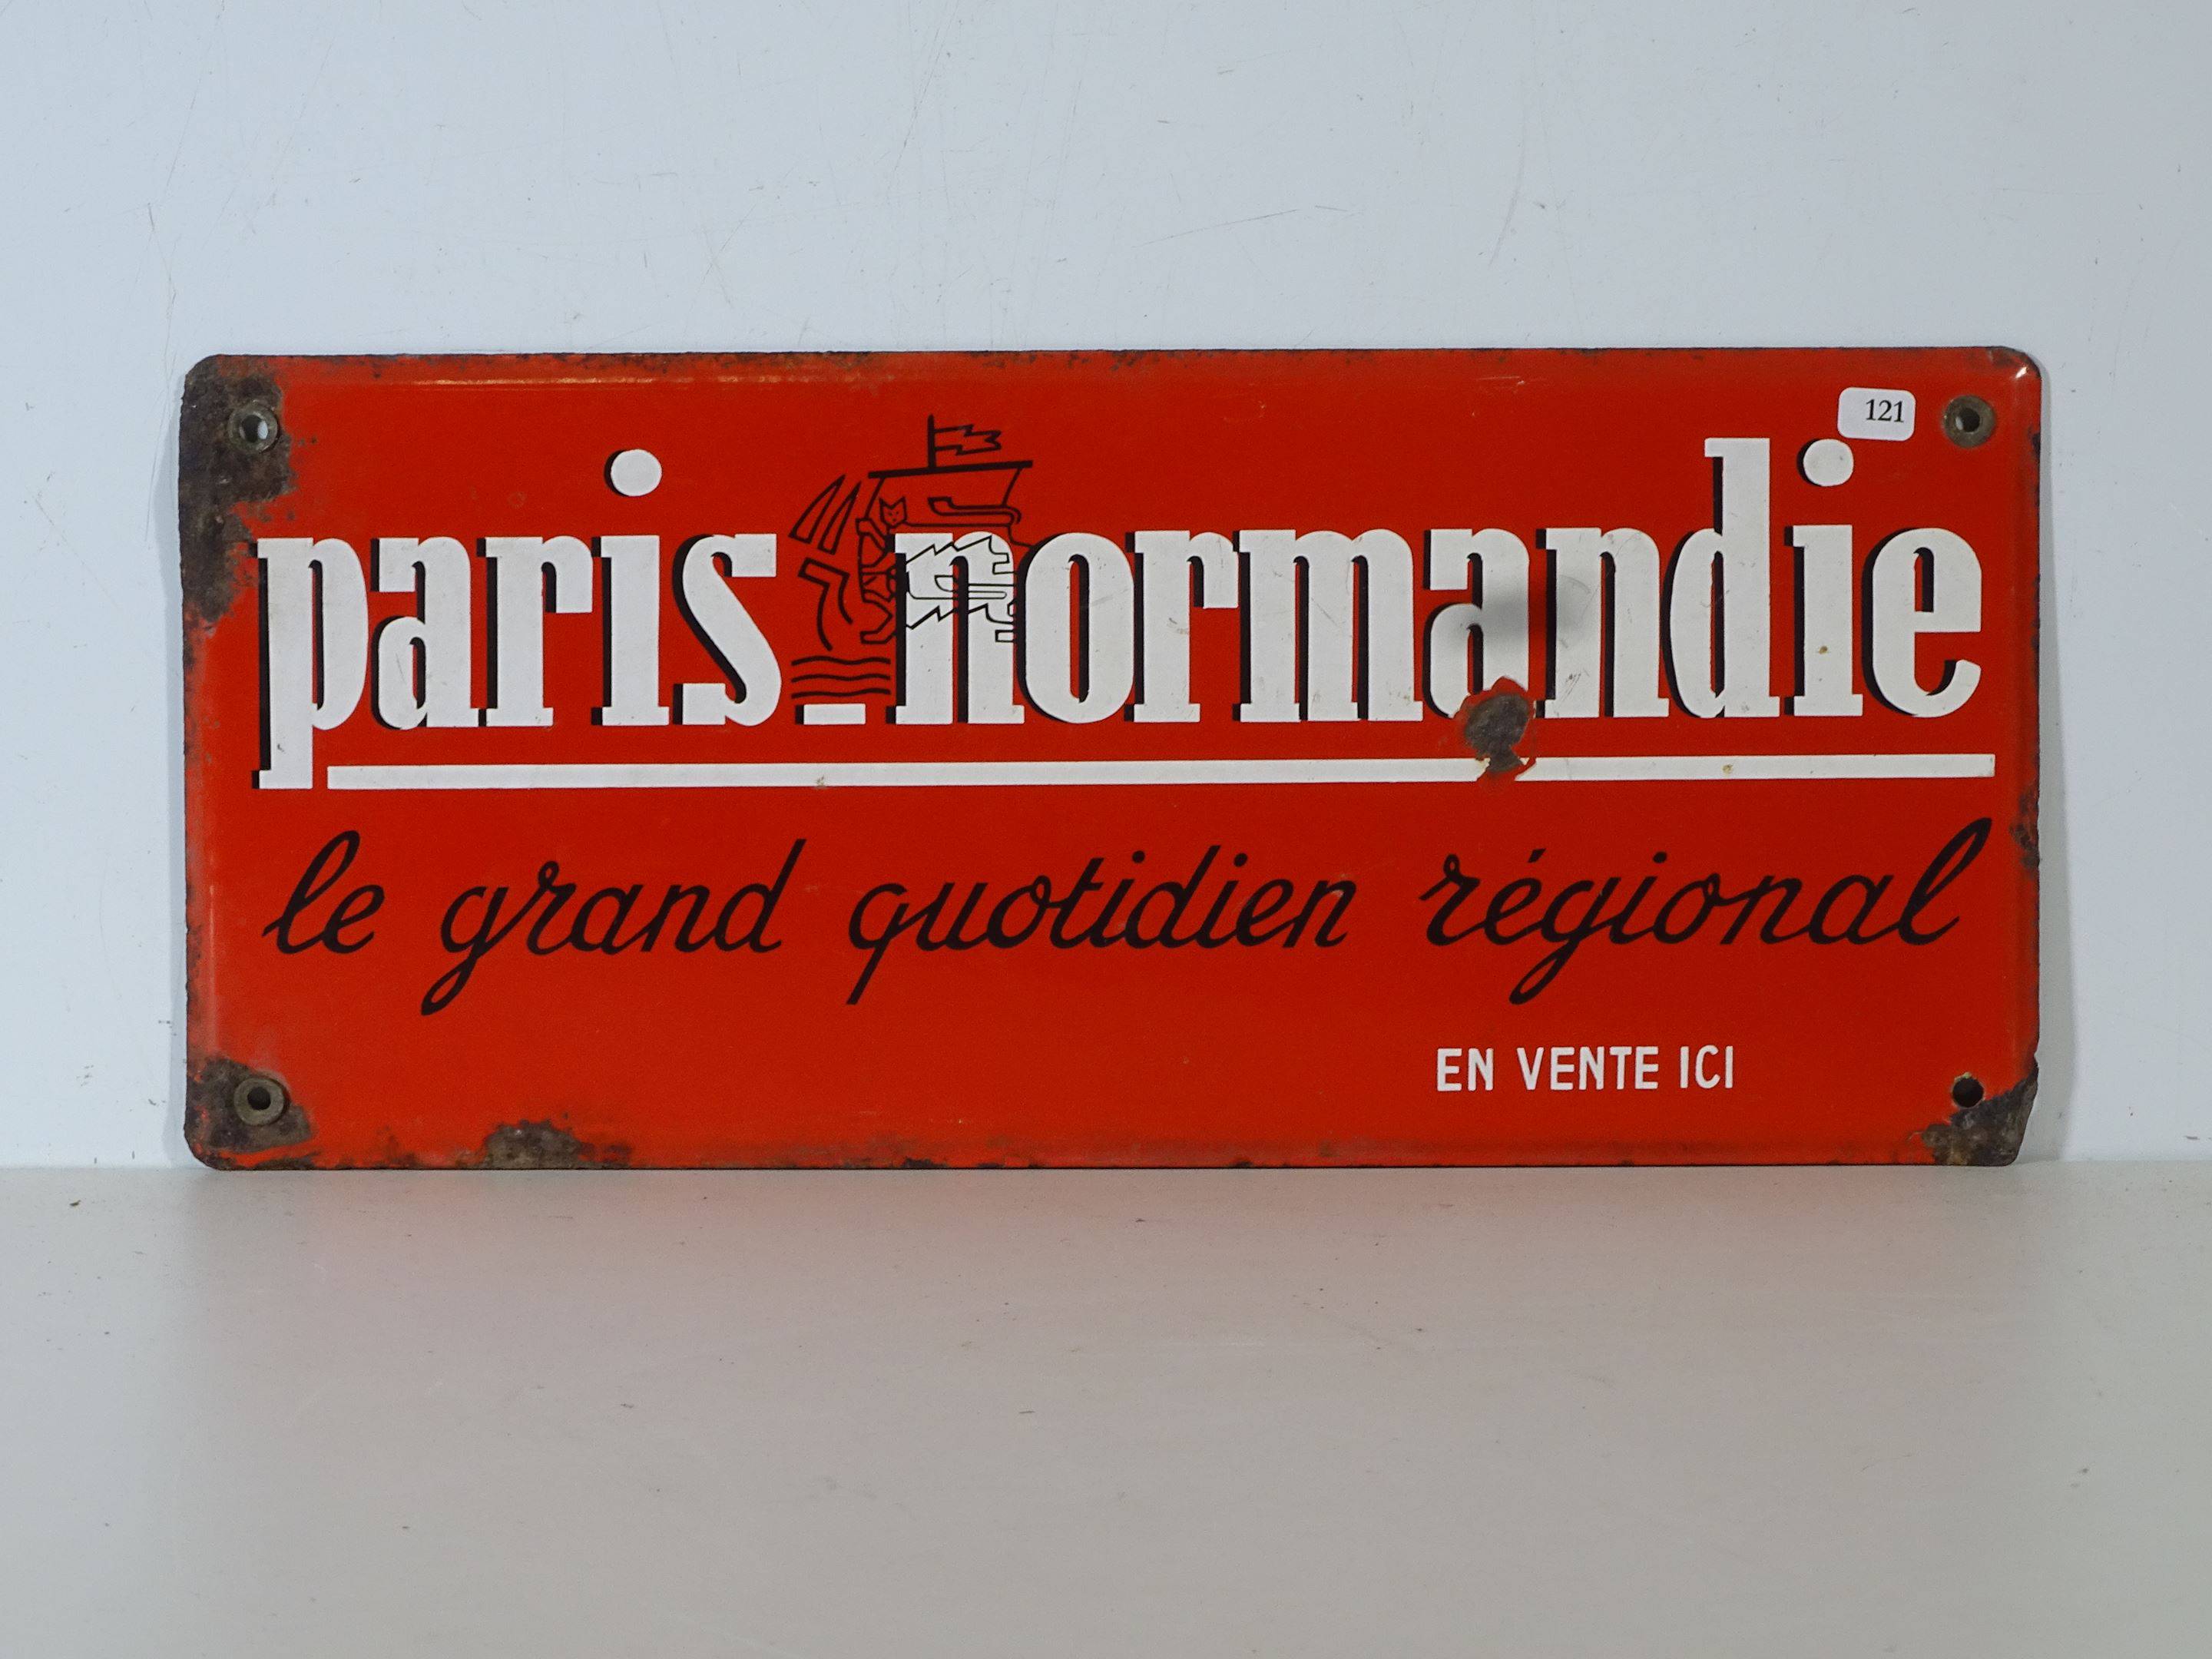 121
paris-normandie
le grand quotidien régional
EN VENTE ICI